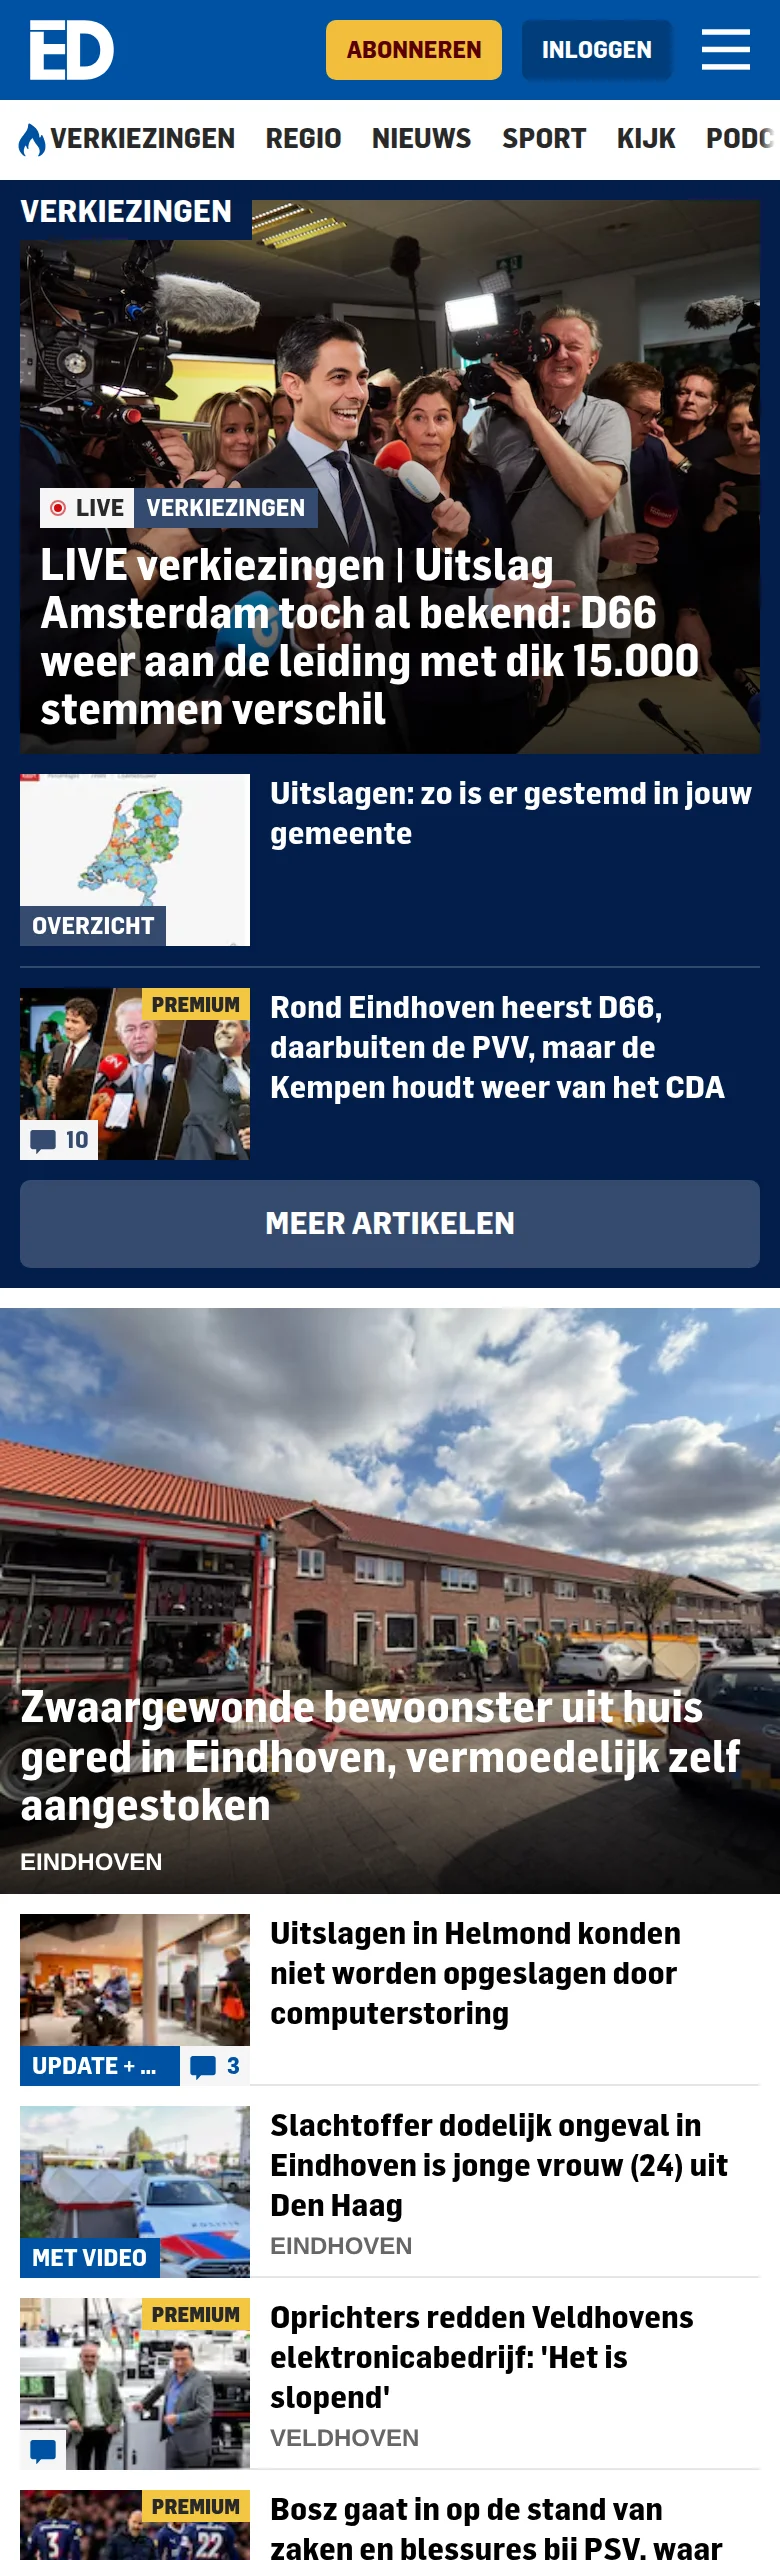 ED
ABONNEREN
INLOGGEN
VERKIEZINGEN
REGIO
NIEUWS
SPORT
KIJK
PODC
VERKIEZINGEN
LIVE
VERKIEZINGEN
LIVE verkiezingen | Uitslag
Amsterdam toch al bekend: D66
weer aan de leiding met dik 15.000
stemmen verschil
Uitslagen: zo is er gestemd in jouw
gemeente
OVERZICHT
PREMIUM
10
Rond Eindhoven heerst D66,
daarbuiten de PVV, maar de
Kempen houdt weer van het CDA
MEER ARTIKELEN
Zwaargewonde bewoonster uit huis
gered in Eindhoven, vermoedelijk zelf
aangestoken
EINDHOVEN
Uitslagen in Helmond konden
niet worden opgeslagen door
computerstoring
UPDATE + ...
3
Slachtoffer dodelijk ongeval in
Eindhoven is jonge vrouw (24) uit
Den Haag
EINDHOVEN
MET VIDEO
PREMIUM
Oprichters redden Veldhovens
elektronicabedrijf: 'Het is
slopend'
VELDHOVEN
PREMIUM
3
22
Bosz gaat in op de stand van
zaken en blessures bij PSV, waar